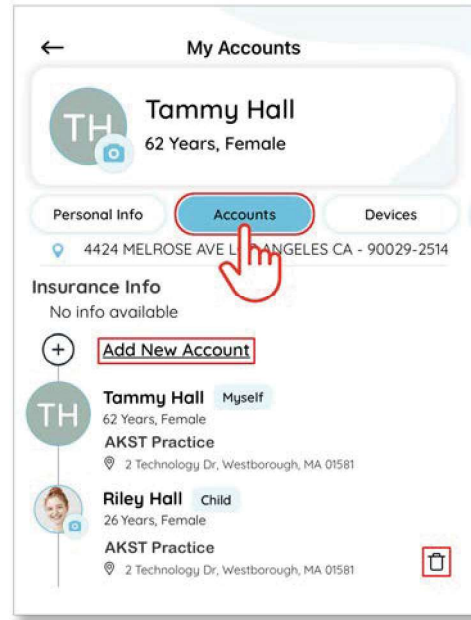 My Accounts
TH
Tammy Hall
62 Years, Female
Personal Info
Accounts
Devices
4424 MELROSE AVE ANGELES CA - 90029-2514
Insurance Info
No info available
Add New Account
TH
Tammy Hall Myself
62 Years, Female
AKST Practice
2 Technology Dr, Westborough, MA 01581
Riley Hall Child
26 Years, Female
AKST Practice
2 Technology Dr, Westborough, MA 01581